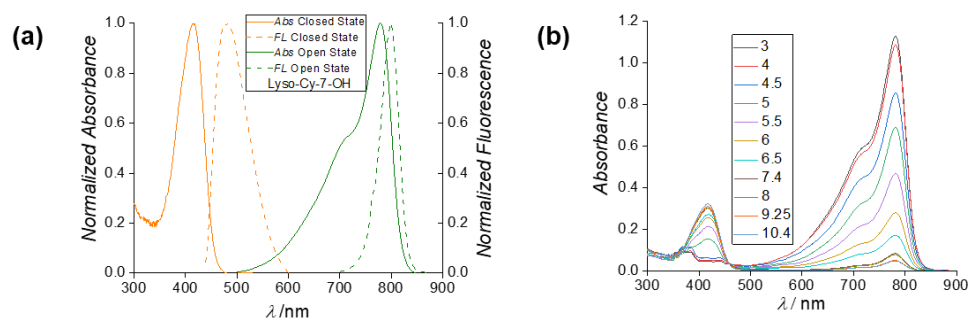 (a)
Normalized Absorbance
1.0
0.8
0.6
0.4
0.2
0.0
300 400 500 600 700 800 900
λ /nm
Abs Closed State
FL Closed State
Abs Open State
FL Open State
Lyso-Cy-7-OH
1.0
0.8
0.6
0.4
0.2
0.0
Normalized Fluorescence
(b)
Absorbance
1.2
1.0
0.8
0.6
0.4
0.2
0.0
300 400 500 600 700 800 900
λ / nm
3
4
4.5
5
5.5
6
6.5
7.4
8
9.25
10.4